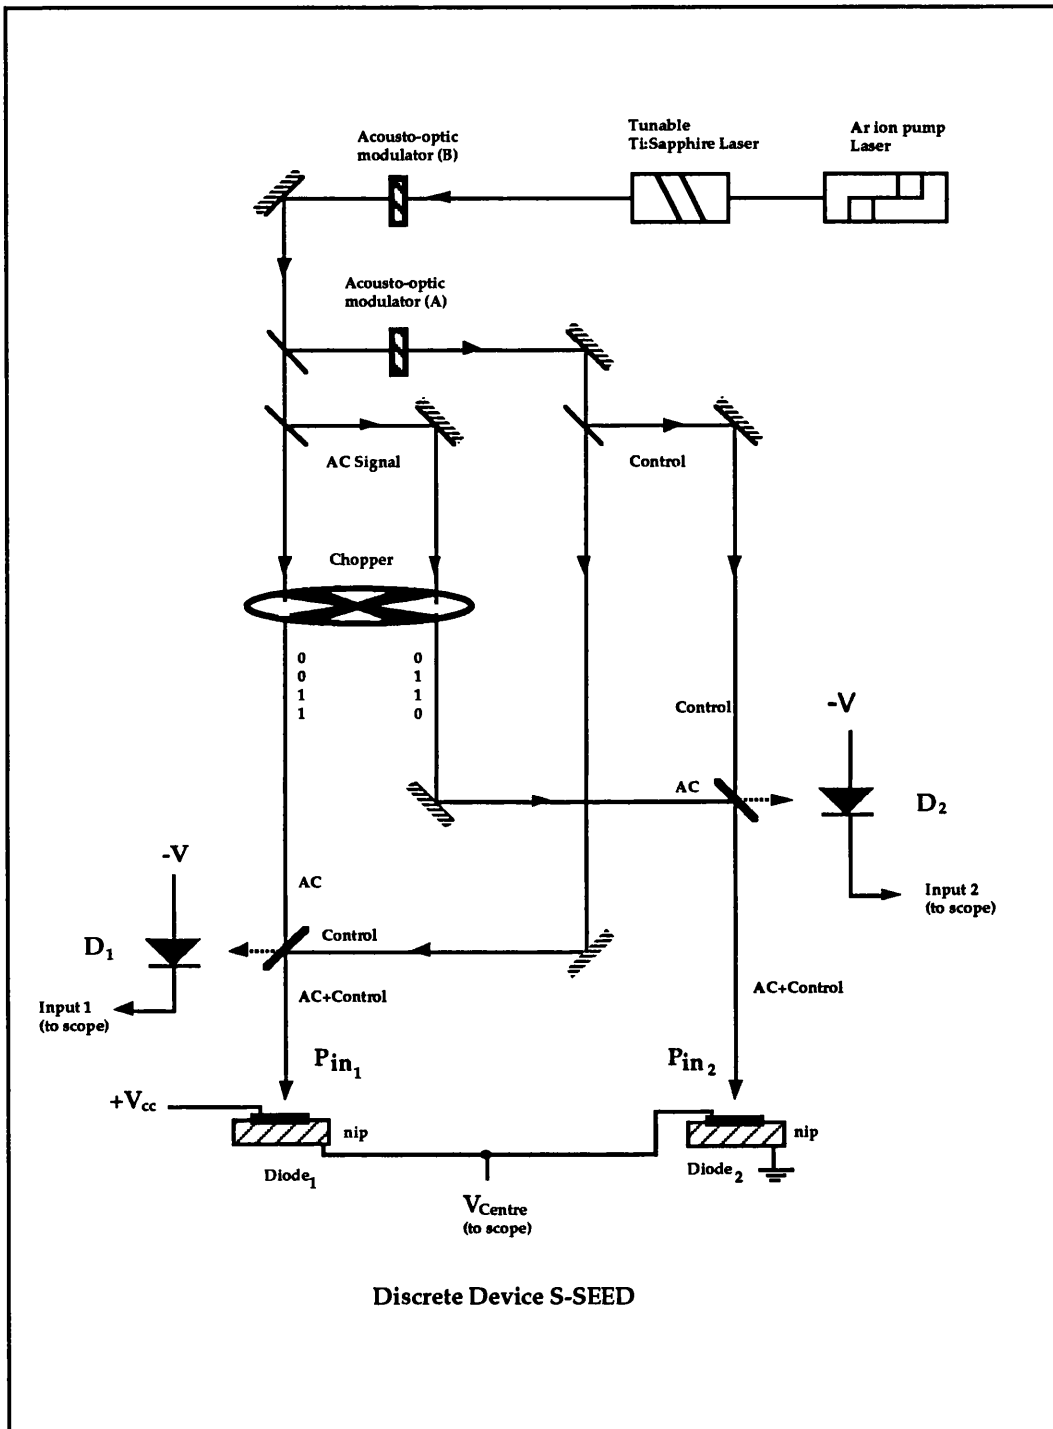 Tunable
Ti:Sapphire Laser
Ar ion pump
Laser
Acousto-optic
modulator (B)
Acousto-optic
modulator (A)
AC Signal
Control
Chopper
0 0
0 1
1 1
1 0
Control
-V
AC
D2
Input 2
(to scope)
-V
AC
Control
D1
Input 1
(to scope)
AC+Control
AC+Control
Pin1
Pin2
+Vcc
nip
nip
Diode1
Diode2
VCentre
(to scope)
Discrete Device S-SEED